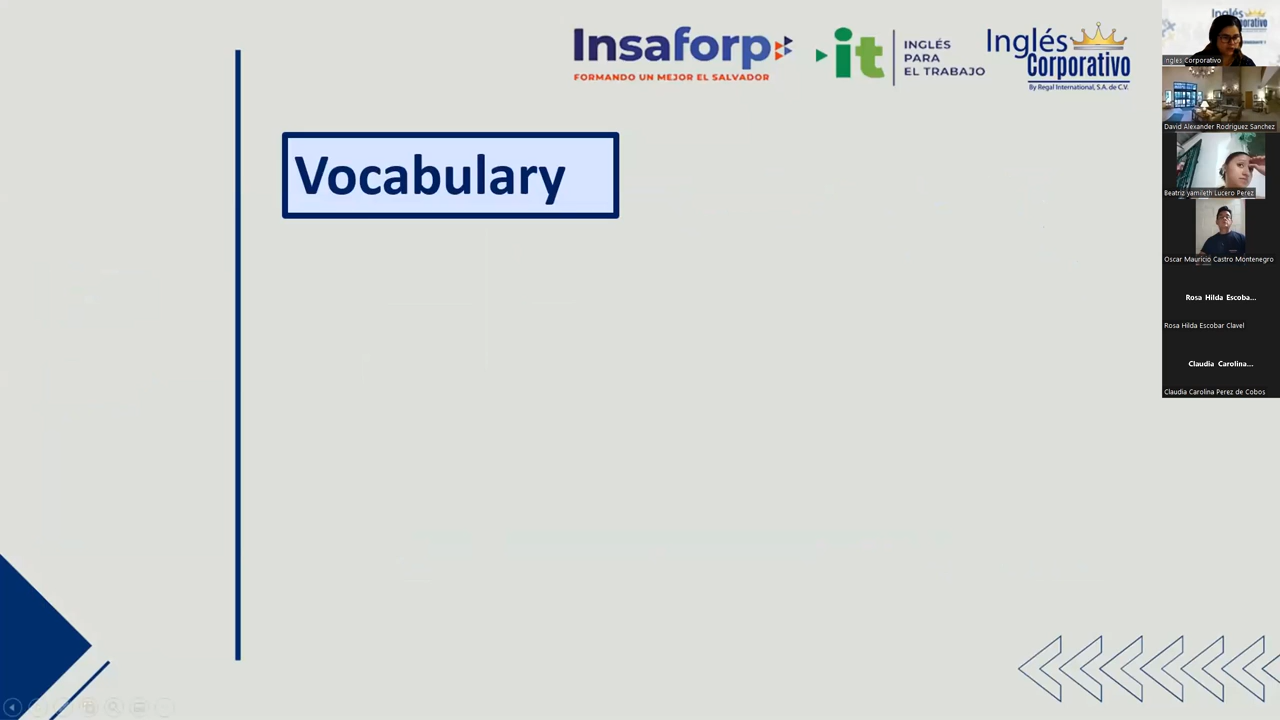 Insaforp
FORMANDO UN MEJOR EL SALVADOR
it
INGLÉS
PARA
EL TRABAJO
Inglés
Corporativo
By Regal International, S.A. de C.V.
Vocabulary
Ingles Corporativo
David Alexander Rodriguez Sanchez
Beatriz yamileth Lucero Perez
Oscar Mauricio Castro Montenegro
Rosa Hilda Escoba...
Rosa Hilda Escobar Clavel
Claudia Carolina...
Claudia Carolina Perez de Cobos